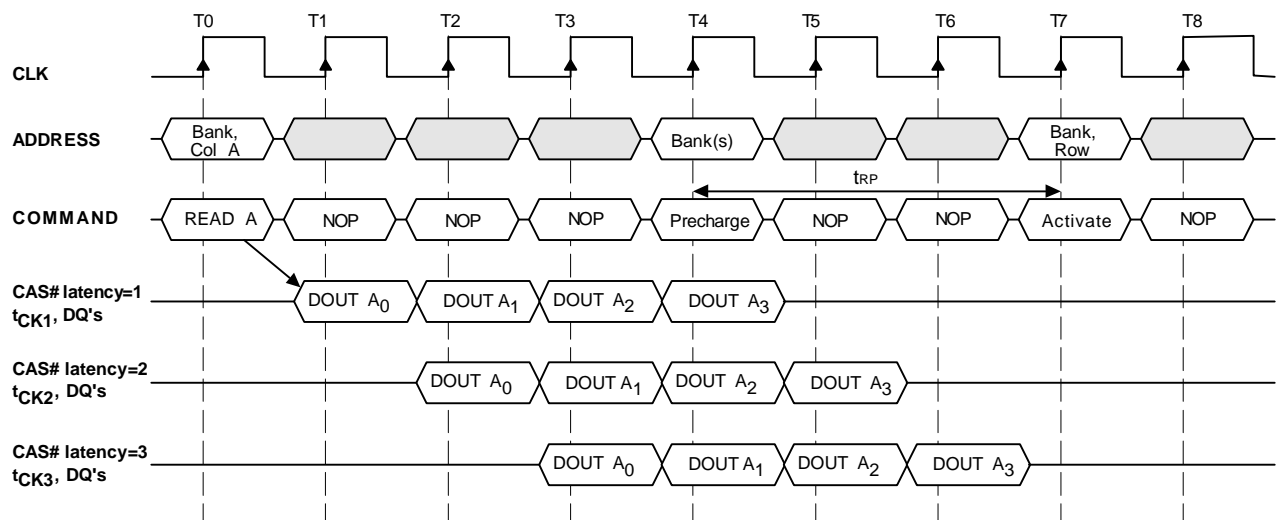 T0 T1 T2 T3 T4 T5 T6 T7 T8
CLK
ADDRESS
Bank,
Col A
Bank(s)
Bank,
Row
tRP
COMMAND READ A NOP NOP NOP Precharge NOP NOP Activate NOP
CAS# latency=1
tCK1, DQ's
DOUT A0 DOUT A1 DOUT A2 DOUT A3
CAS# latency=2
tCK2, DQ's
DOUT A0 DOUT A1 DOUT A2 DOUT A3
CAS# latency=3
tCK3, DQ's
DOUT A0 DOUT A1 DOUT A2 DOUT A3